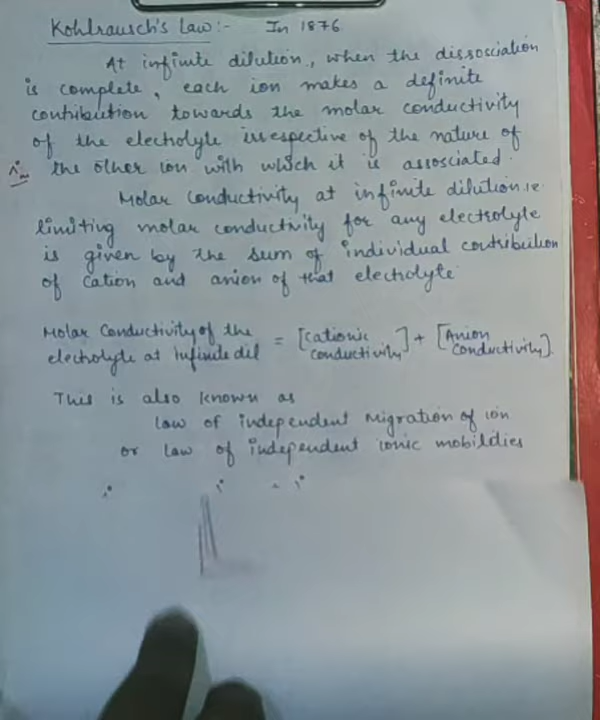 Kohlrausch's Law:- In 1876
At infinite dilution, when the dissosciation
is complete, each ion makes a definite
contribution towards the molar conductivity
of the electrolyte irrespective of the nature of
the other ion with which it is assosciated.
Molar Conductivity at infinite dilution ie
limiting molar conductivity for any electrolyte
is given by the sum of individual contribution
of Cation and anion of that electrolyte
Molar Conductivity of the electrolyte at Infinite dil = [Cationic conductivity] + [Anion Conductivity].
This is also known as
law of independent Migration of ion
or law of independent ionic mobilities